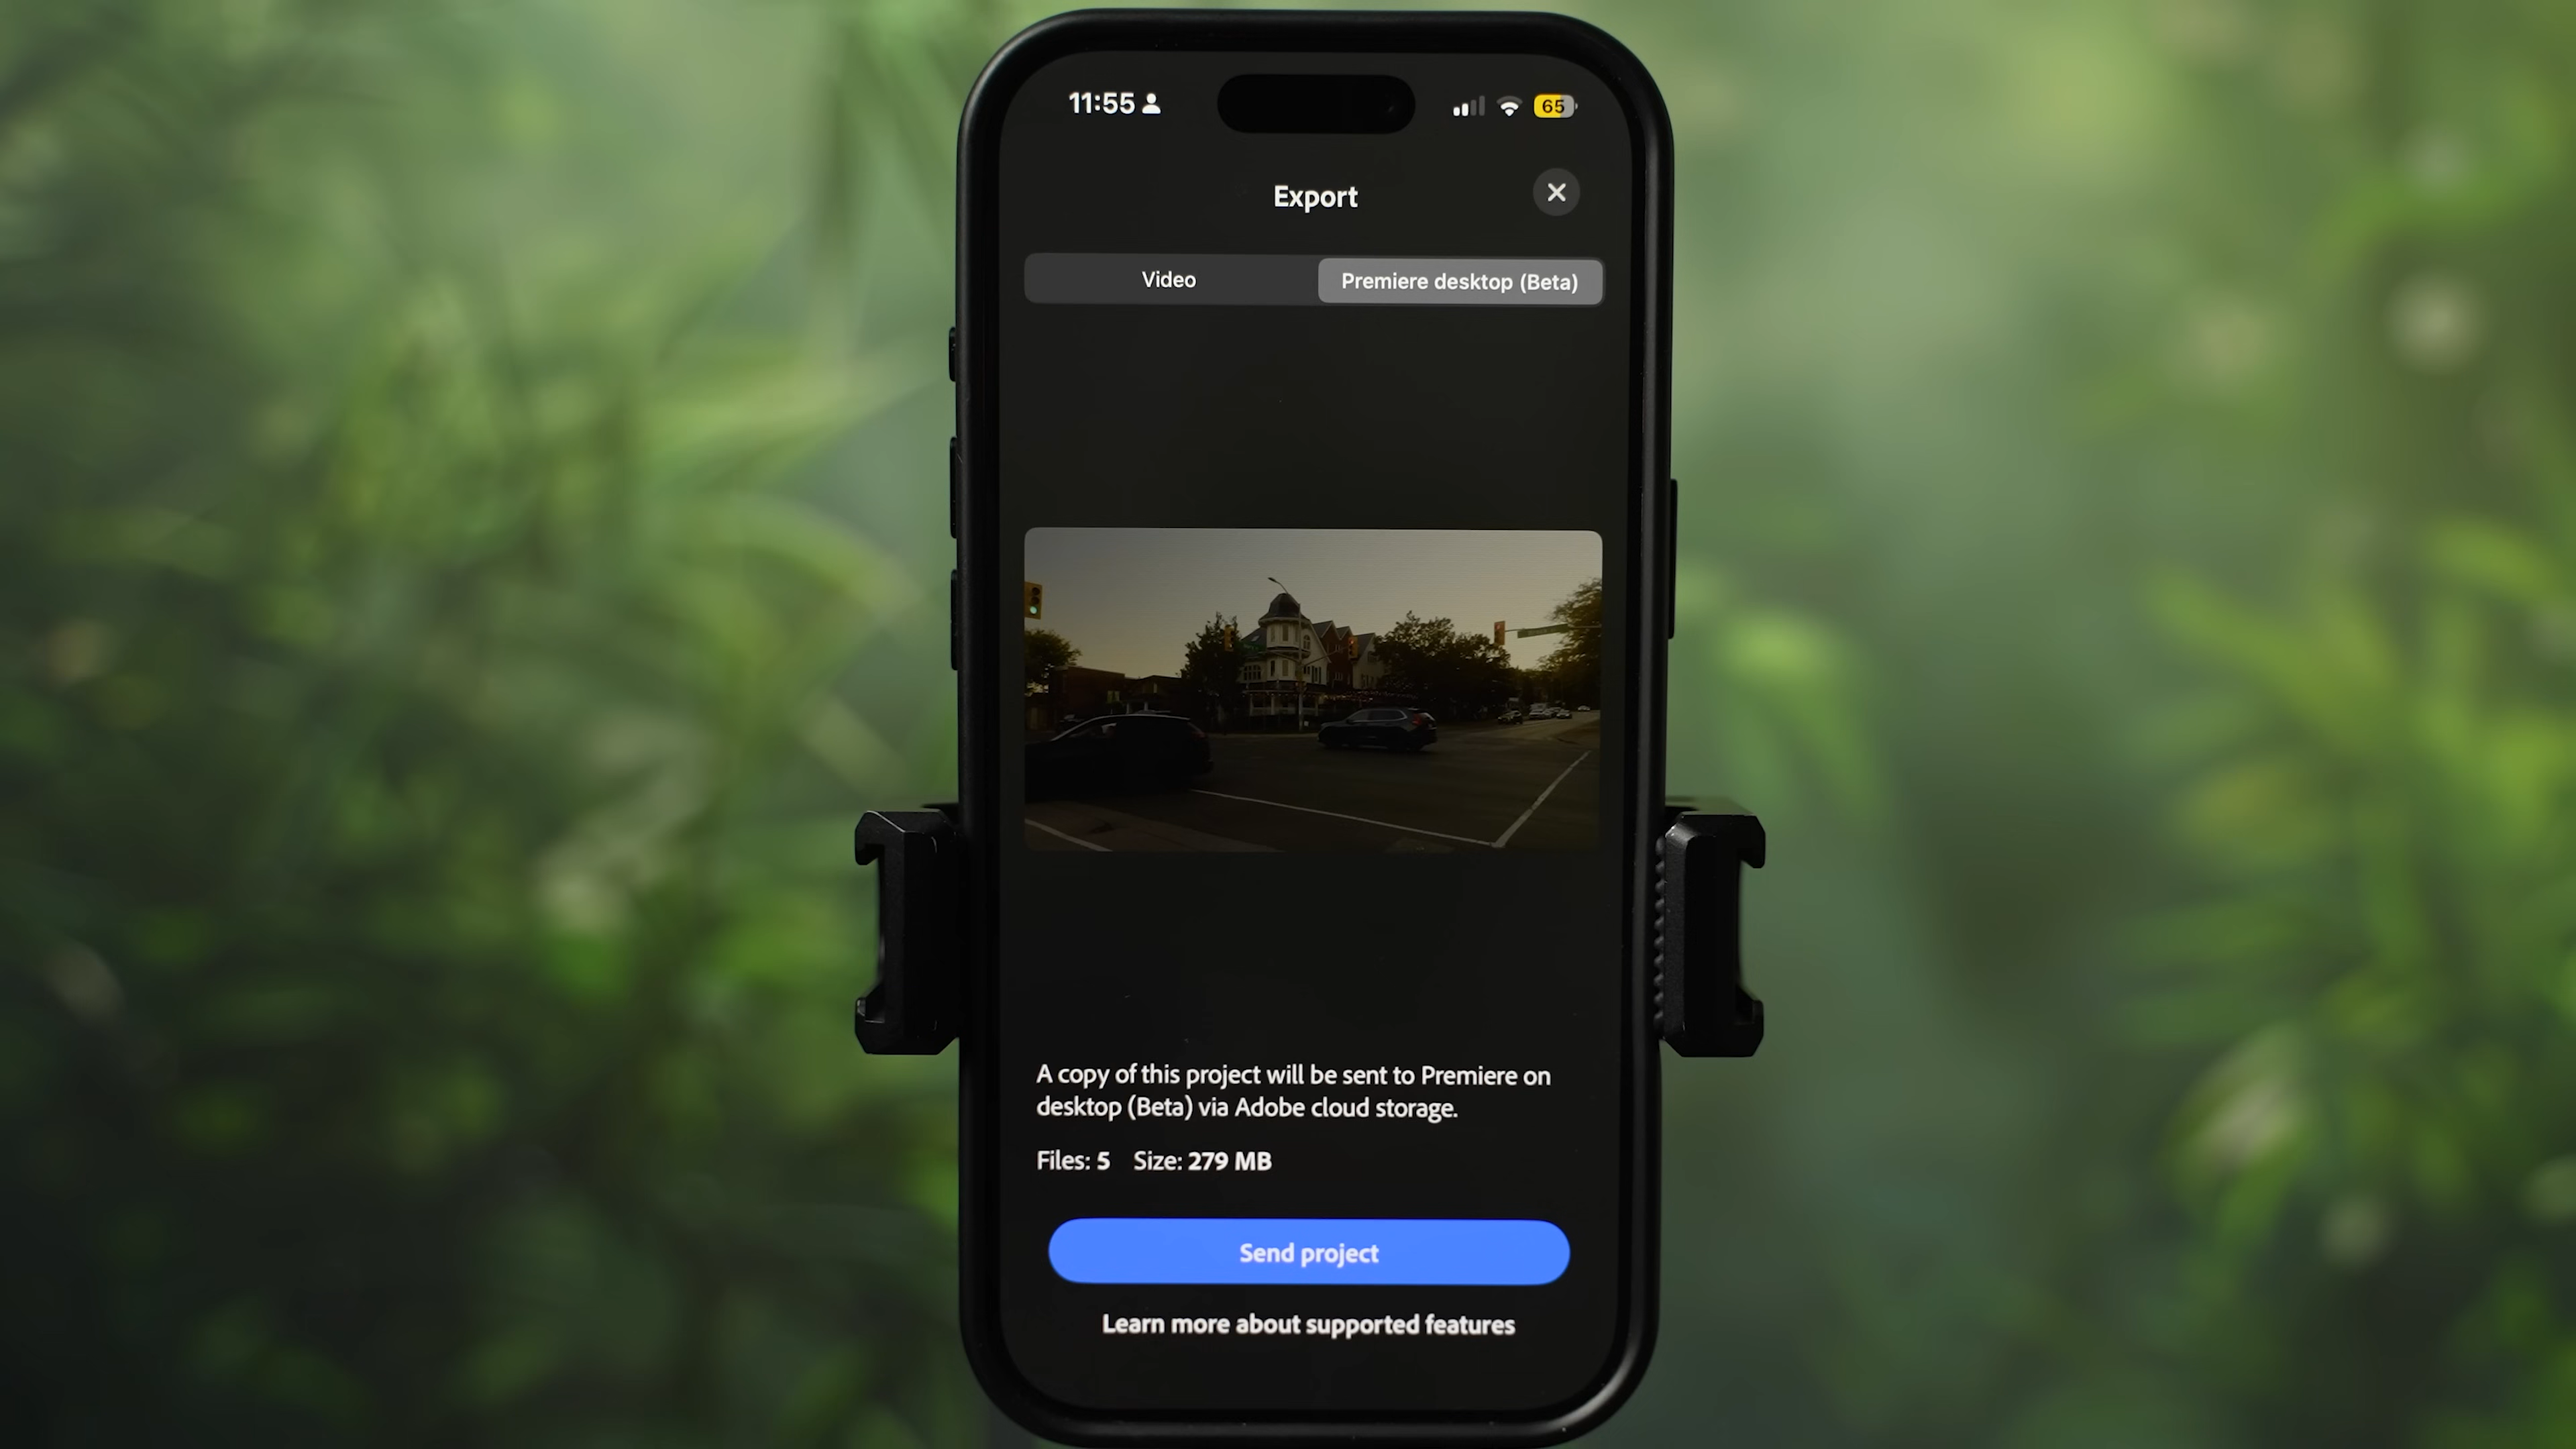 11:55
65
Export
Video
Premiere desktop (Beta)
A copy of this project will be sent to Premiere on
desktop (Beta) via Adobe cloud storage.
Files: 5 Size: 279 MB
Send project
Learn more about supported features